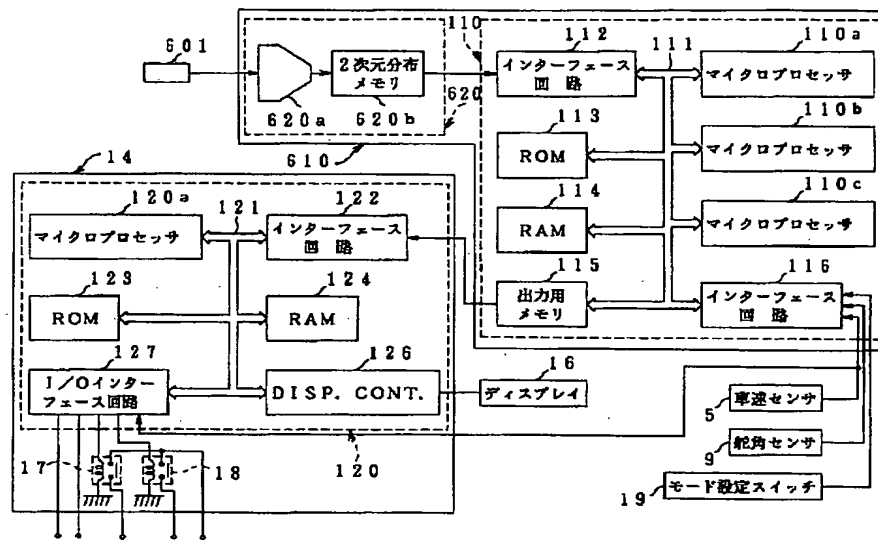 601
110
112
111
110a
2次元分布
メモリ
インターフェース
回路
マイクロプロセッサ
620a
620b
620
113
110b
610
ROM
マイクロプロセッサ
14
114
110c
120a
121
122
RAM
マイクロプロセッサ
マイクロプロセッサ
インターフェース
回路
115
116
123
124
出力用
メモリ
インターフェース
回路
ROM
RAM
127
126
16
I/Oインター
フェース回路
DISP. CONT.
ディスプレイ
5
車速センサ
17
18
120
9
舵角センサ
19
モード設定スイッチ